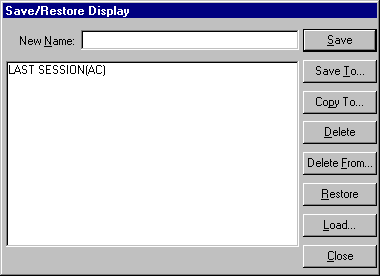 Save/Restore Display
New Name:
Save
LAST SESSION(AC)
Save To...
Copy To...
Delete
Delete From...
Restore
Load...
Close